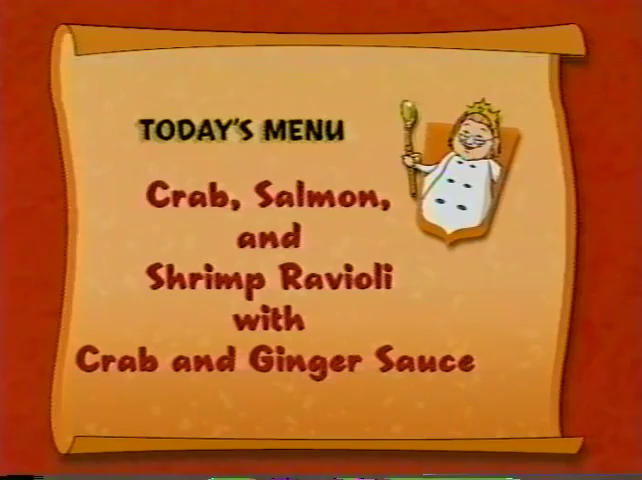 TODAY'S MENU
Crab, Salmon,
and
Shrimp Ravioli
with
Crab and Ginger Sauce